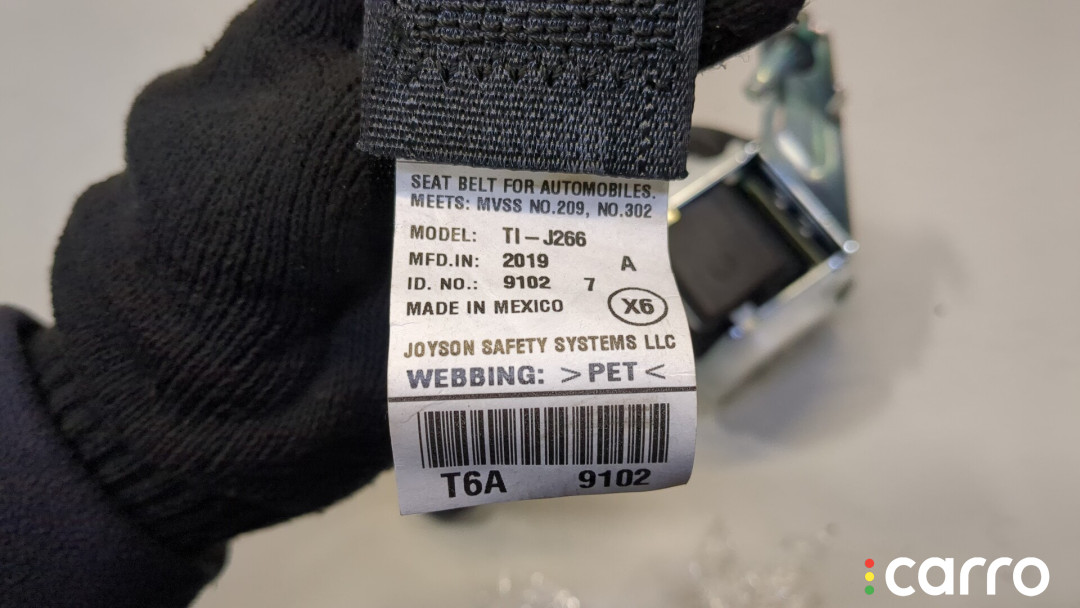 SEAT BELT FOR AUTOMOBILES.
MEETS: MVSS NO.209, NO.302
MODEL: TI-J266
MFD.IN: 2019 A
ID. NO.: 9102 7
MADE IN MEXICO X6
JOYSON SAFETY SYSTEMS LLC
WEBBING: >PET<
T6A 9102
carro